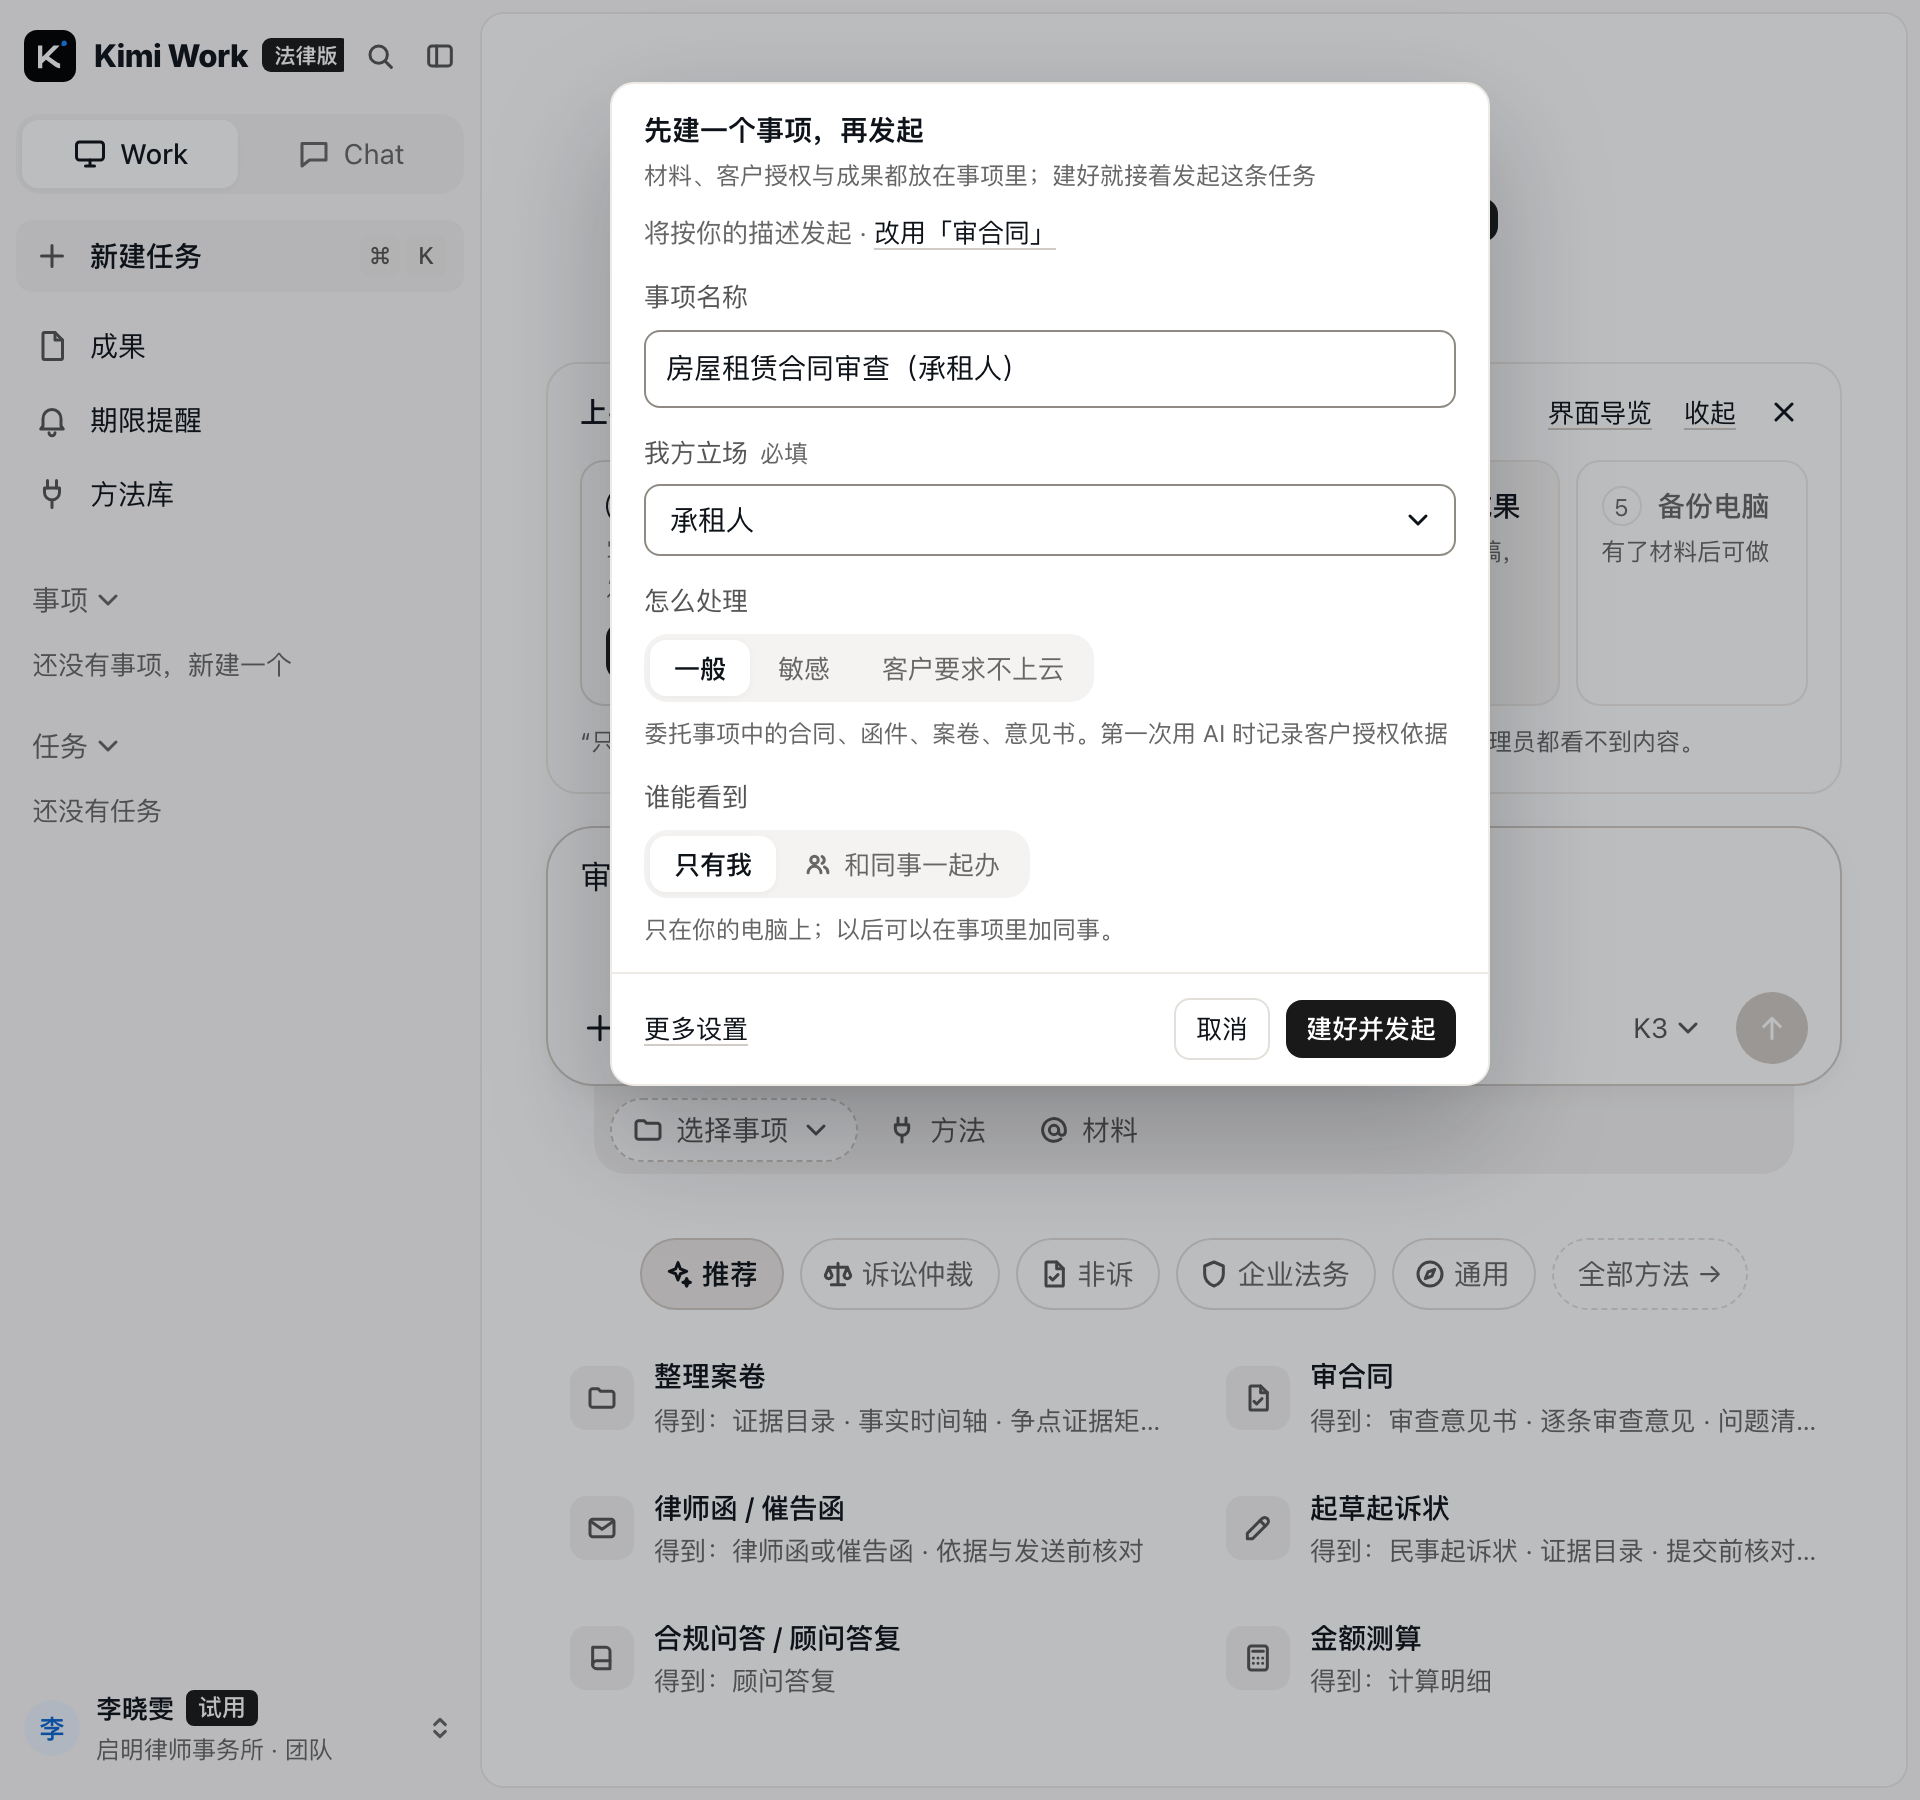 Kimi Work 法律版
Work
Chat
新建任务 ⌘ K
成果
期限提醒
方法库
事项
还没有事项，新建一个
任务
还没有任务
李
李晓雯 试用
启明律师事务所 · 团队
先建一个事项，再发起
材料、客户授权与成果都放在事项里；建好就接着发起这条任务
将按你的描述发起 · 改用「审合同」
事项名称
房屋租赁合同审查（承租人）
我方立场 必填
承租人
怎么处理
一般
敏感
客户要求不上云
委托事项中的合同、函件、案卷、意见书。第一次用 AI 时记录客户授权依据
谁能看到
只有我
和同事一起办
只在你的电脑上；以后可以在事项里加同事。
更多设置
取消
建好并发起
上
界面导览
收起
果
稿，
5 备份电脑
有了材料后可做
“只
理员都看不到内容。
审
K3
选择事项
方法
材料
推荐
诉讼仲裁
非诉
企业法务
通用
全部方法 →
整理案卷
得到：证据目录 · 事实时间轴 · 争点证据矩...
审合同
得到：审查意见书 · 逐条审查意见 · 问题清...
律师函 / 催告函
得到：律师函或催告函 · 依据与发送前核对
起草起诉状
得到：民事起诉状 · 证据目录 · 提交前核对...
合规问答 / 顾问答复
得到：顾问答复
金额测算
得到：计算明细